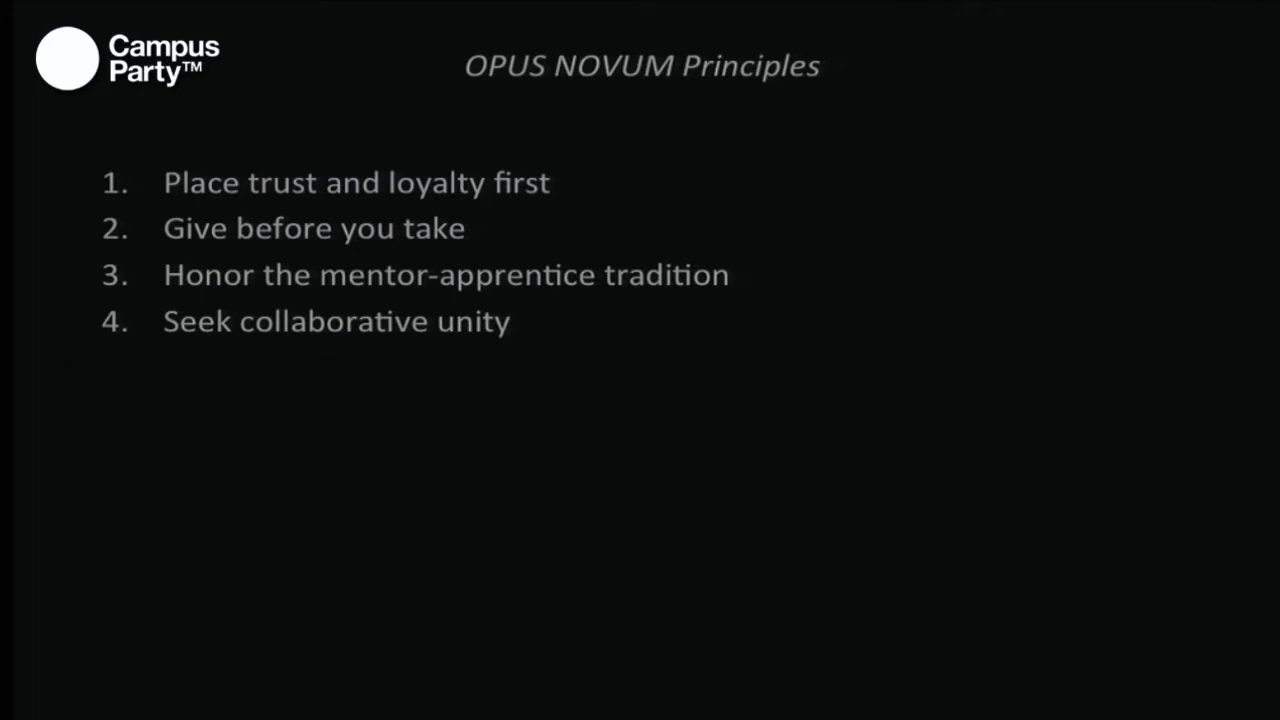 Campus
Party™
OPUS NOVUM Principles
1. Place trust and loyalty first
2. Give before you take
3. Honor the mentor-apprentice tradition
4. Seek collaborative unity